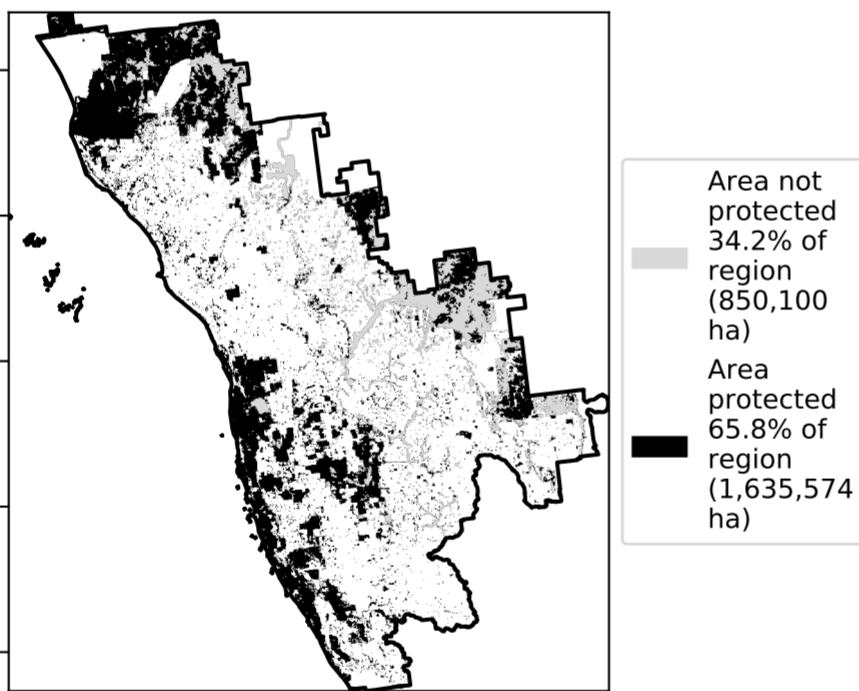 Area not
protected
34.2% of
region
(850,100
ha)
Area
protected
65.8% of
region
(1,635,574
ha)